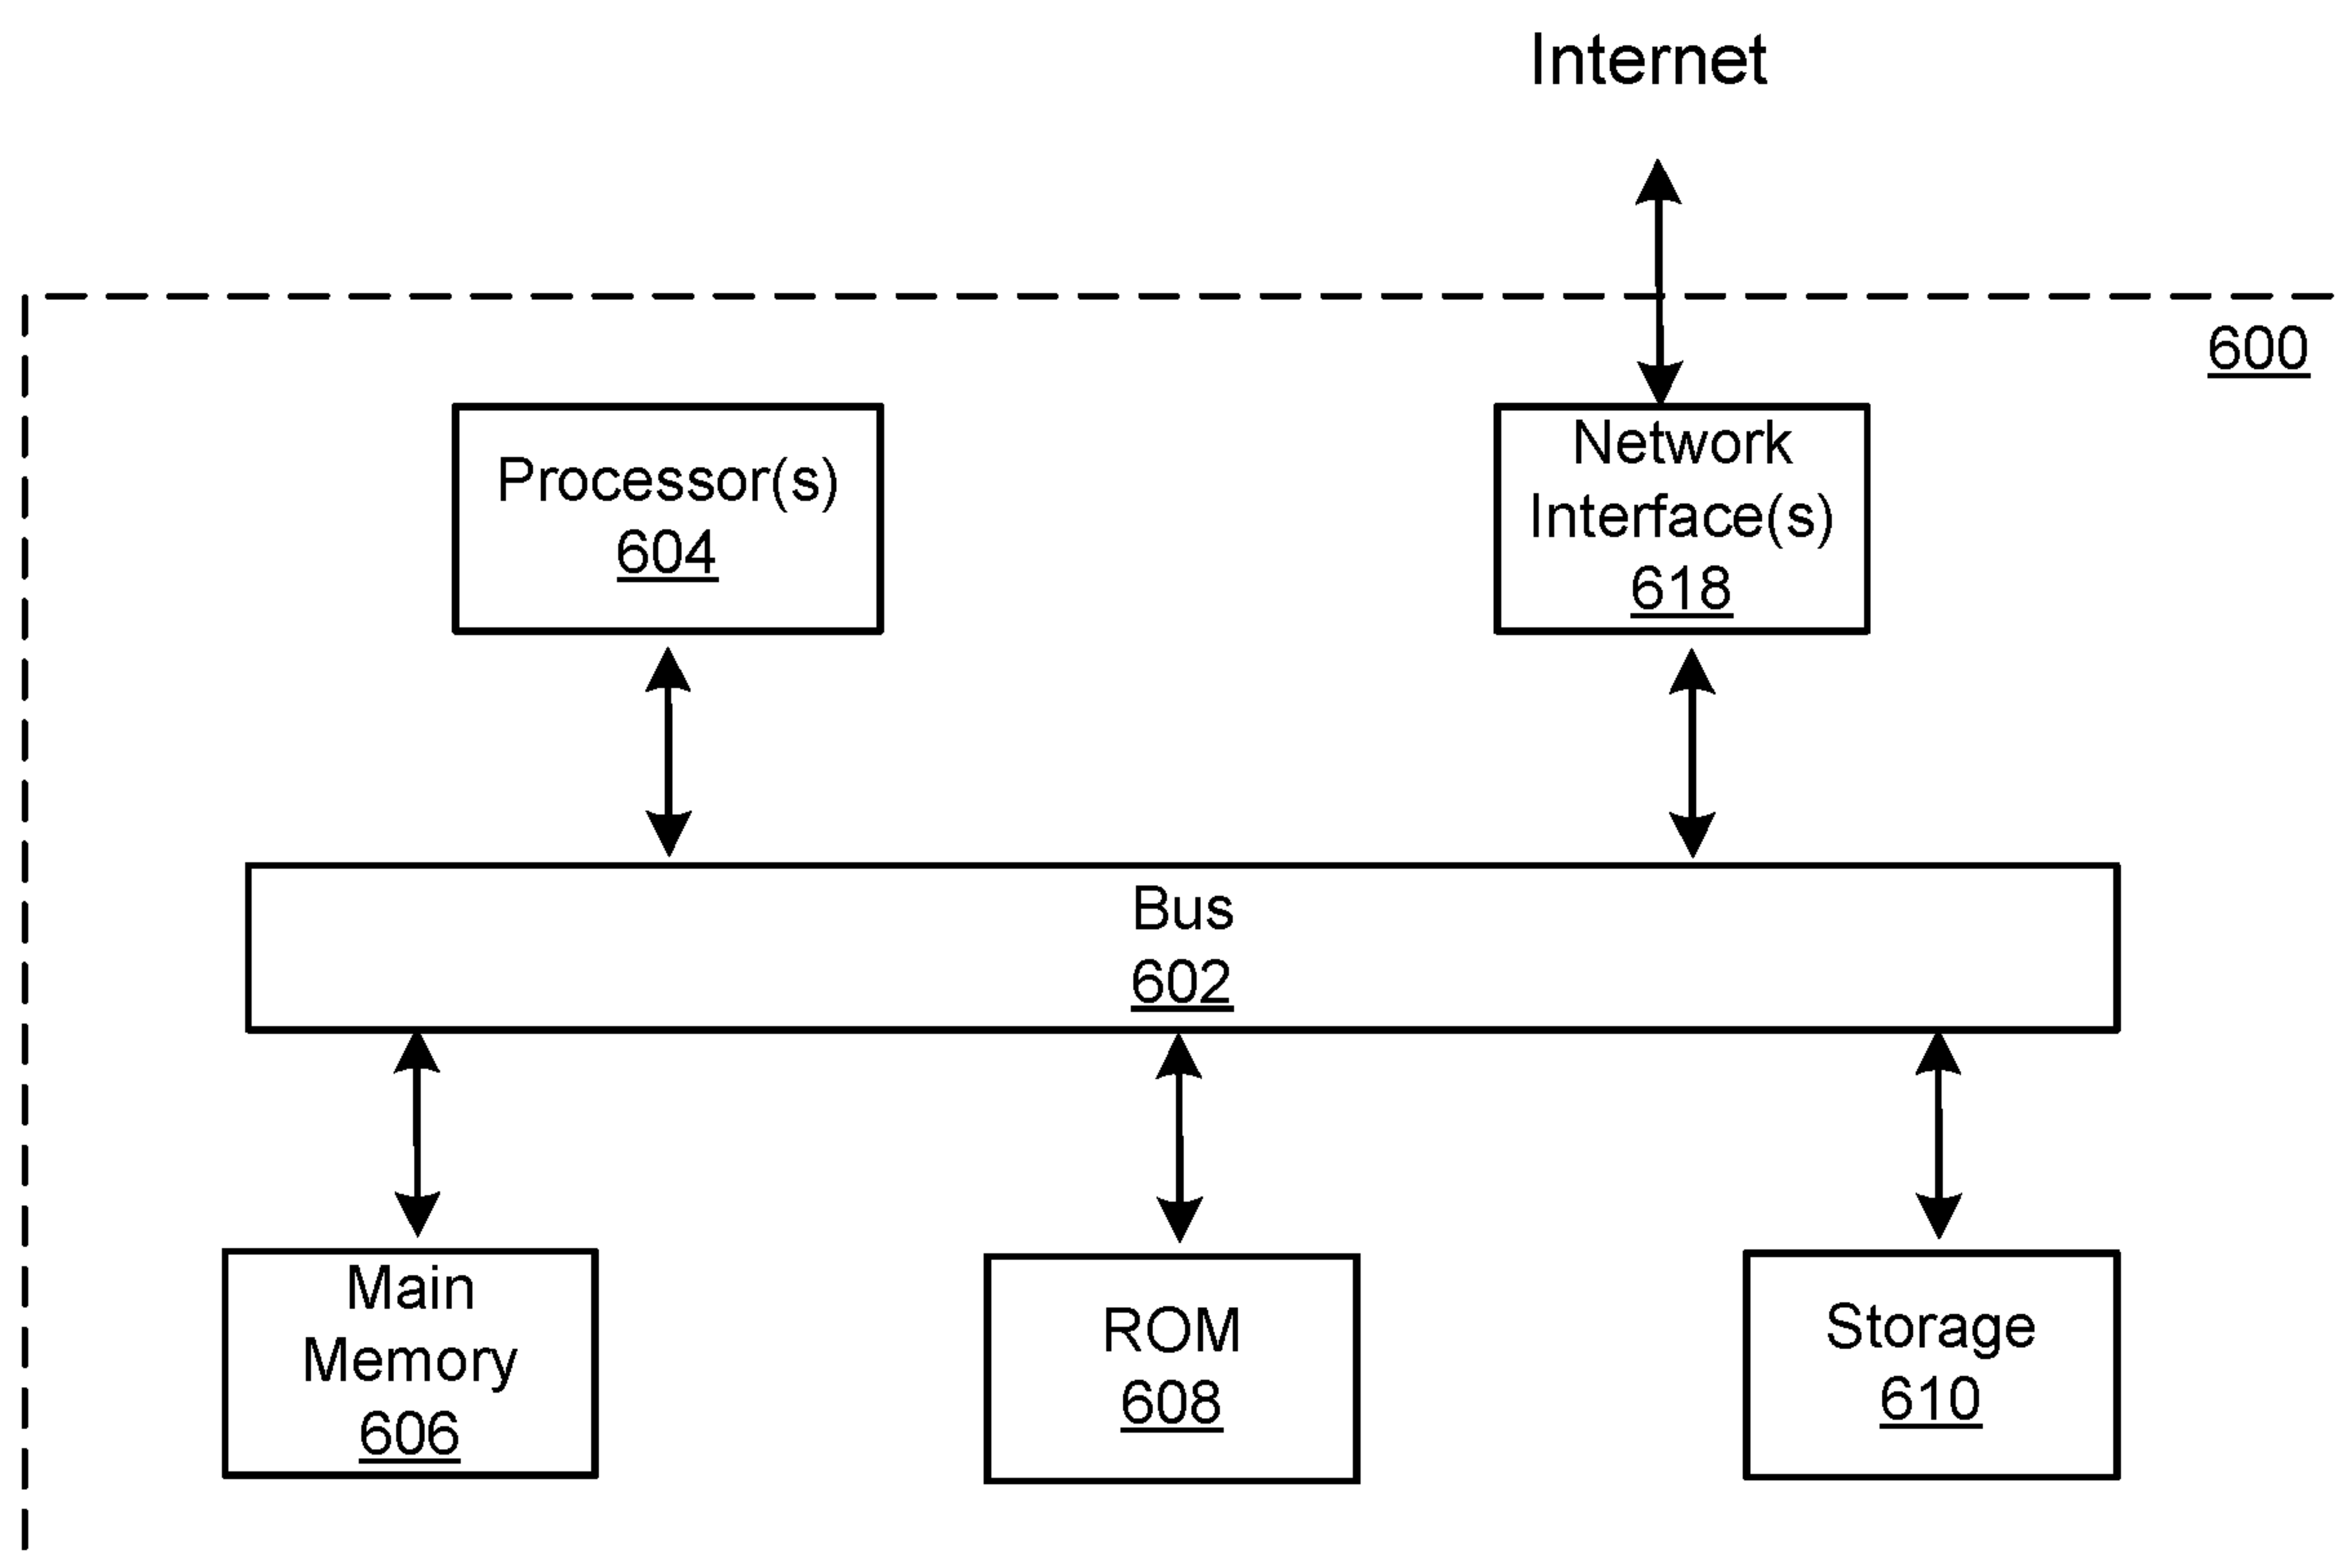 Internet
600
Processor(s)
604
Network
Interface(s)
618
Bus
602
Main
Memory
606
ROM
608
Storage
610